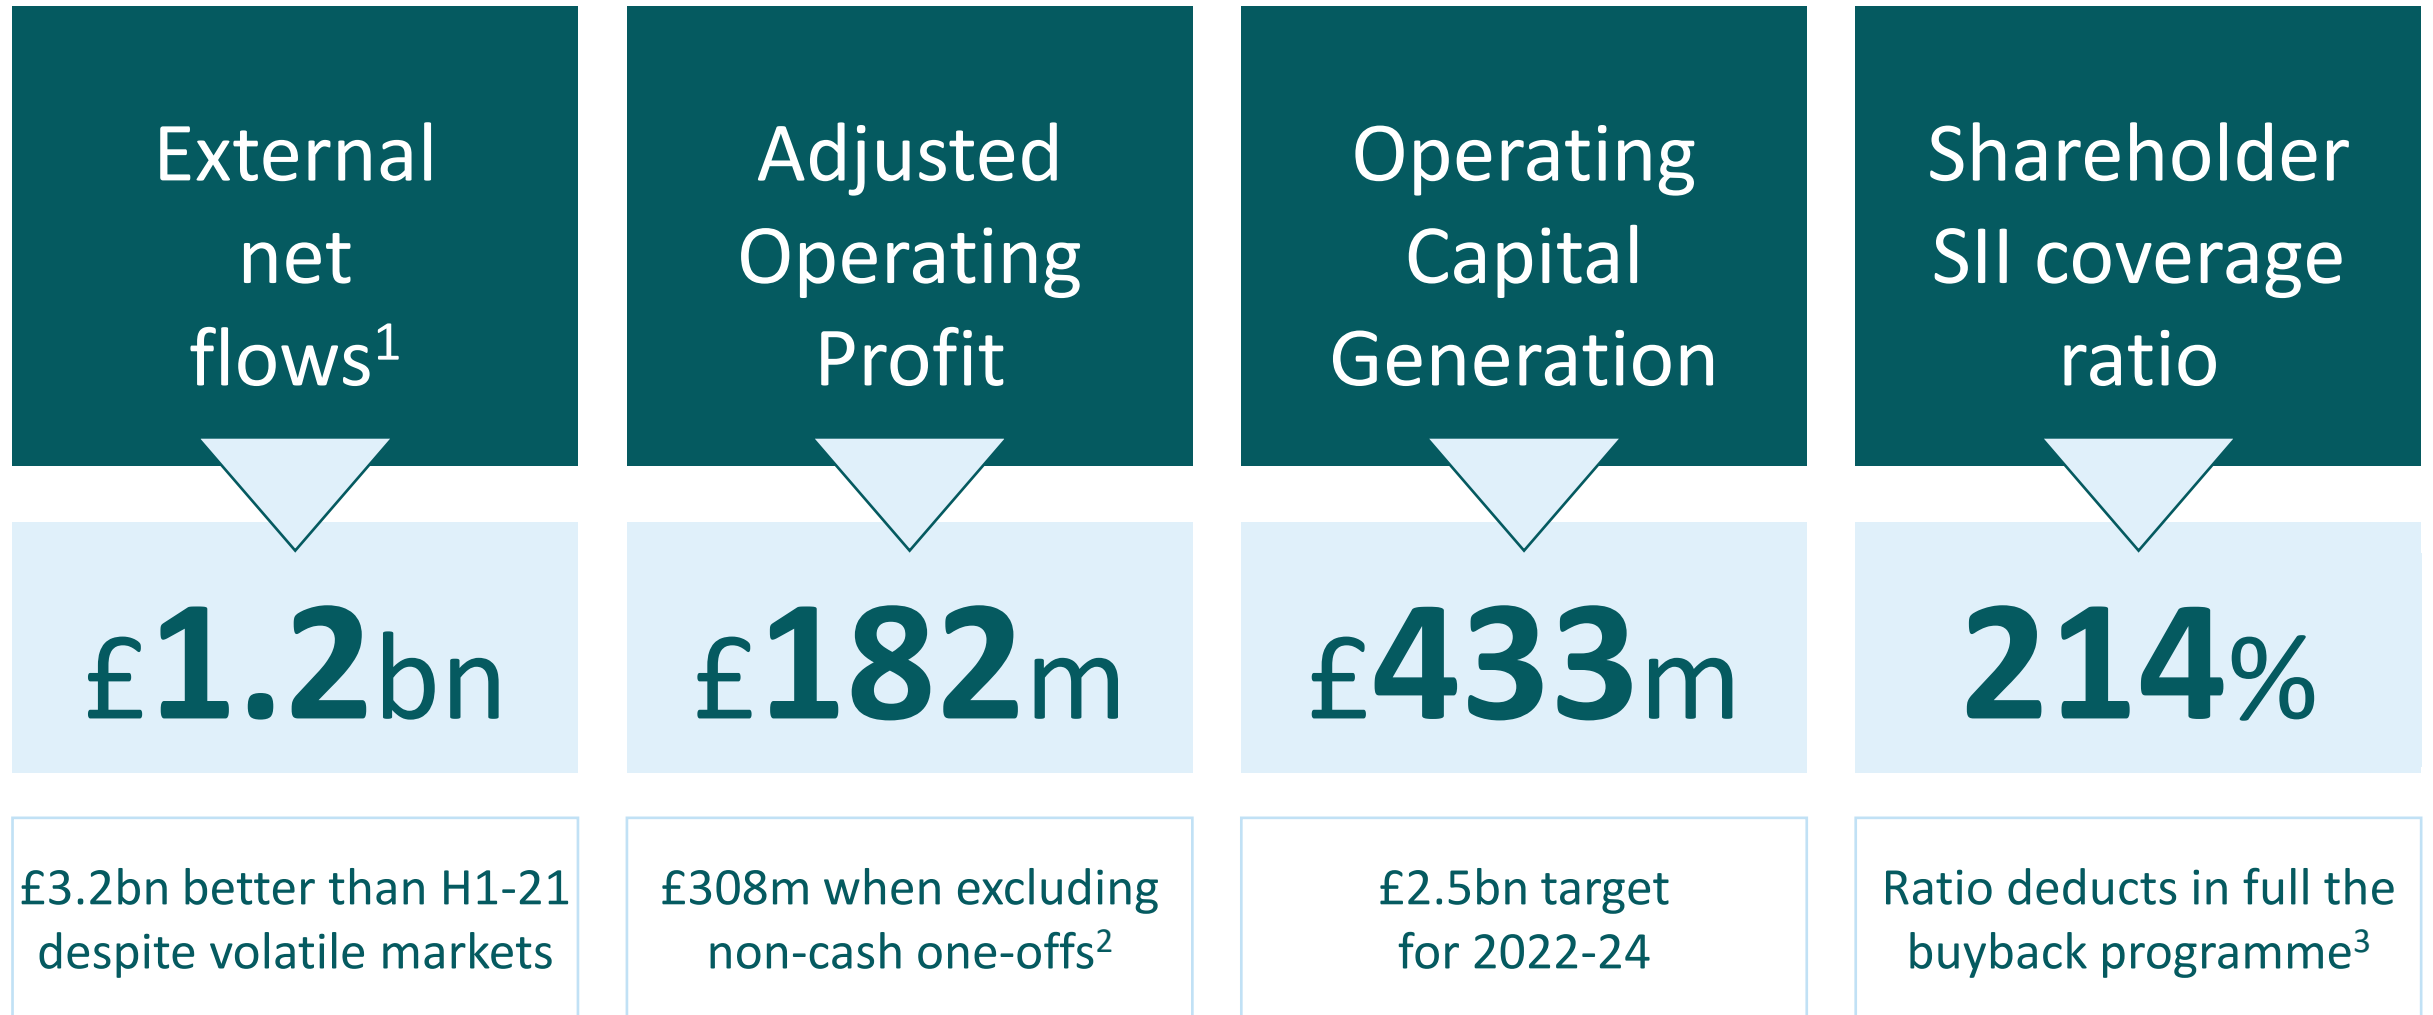 External
net
flows¹
£1.2bn
£3.2bn better than H1-21
despite volatile markets
Adjusted
Operating
Profit
£182m
£308m when excluding
non-cash one-offs²
Operating
Capital
Generation
£433m
£2.5bn target
for 2022-24
Shareholder
SII coverage
ratio
214%
Ratio deducts in full the
buyback programme³